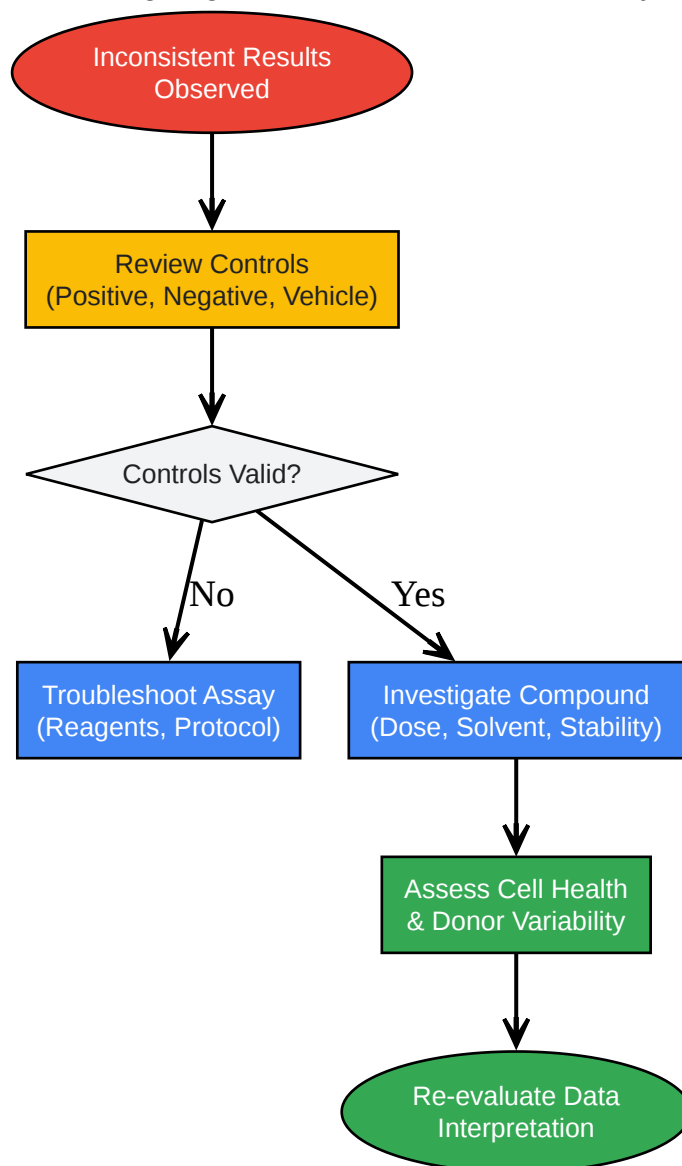 Inconsistent Results
Observed
Review Controls
(Positive, Negative, Vehicle)
Controls Valid?
No
Yes
Troubleshoot Assay
(Reagents, Protocol)
Investigate Compound
(Dose, Solvent, Stability)
Assess Cell Health
& Donor Variability
Re-evaluate Data
Interpretation